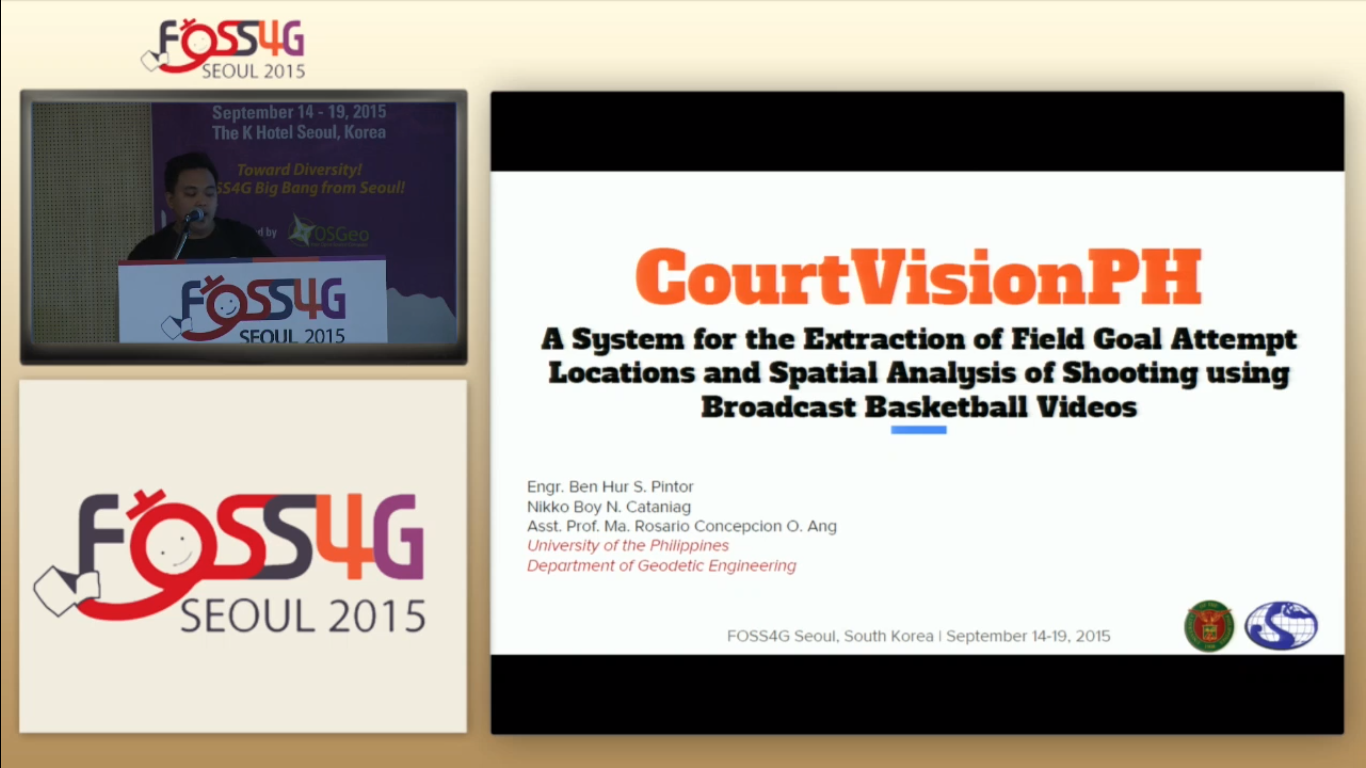 FOSS4G
SEOUL 2015
September 14 - 19, 2015
The K Hotel Seoul, Korea
Toward Diversity!
SS4G Big Bang from Seoul!
d by
OSGeo
FOSS4G
SEOUL 2015
FOSS4G
SEOUL 2015
CourtVisionPH
A System for the Extraction of Field Goal Attempt
Locations and Spatial Analysis of Shooting using
Broadcast Basketball Videos
Engr. Ben Hur S. Pintor
Nikko Boy N. Cataniag
Asst. Prof. Ma. Rosario Concepcion O. Ang
University of the Philippines
Department of Geodetic Engineering
FOSS4G Seoul, South Korea | September 14-19, 2015